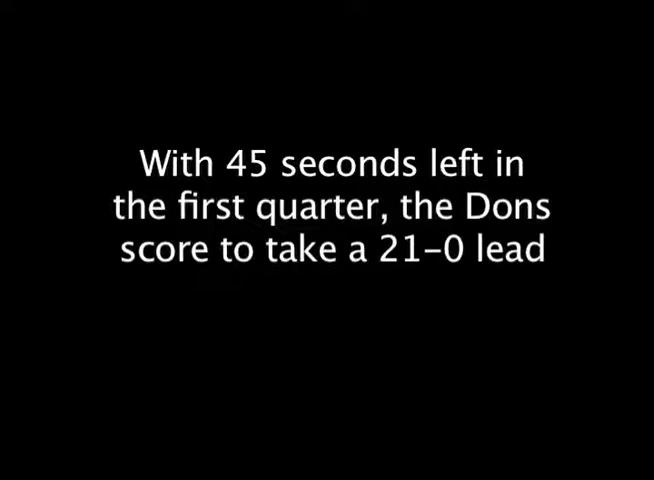 With 45 seconds left in
the first quarter, the Dons
score to take a 21-0 lead